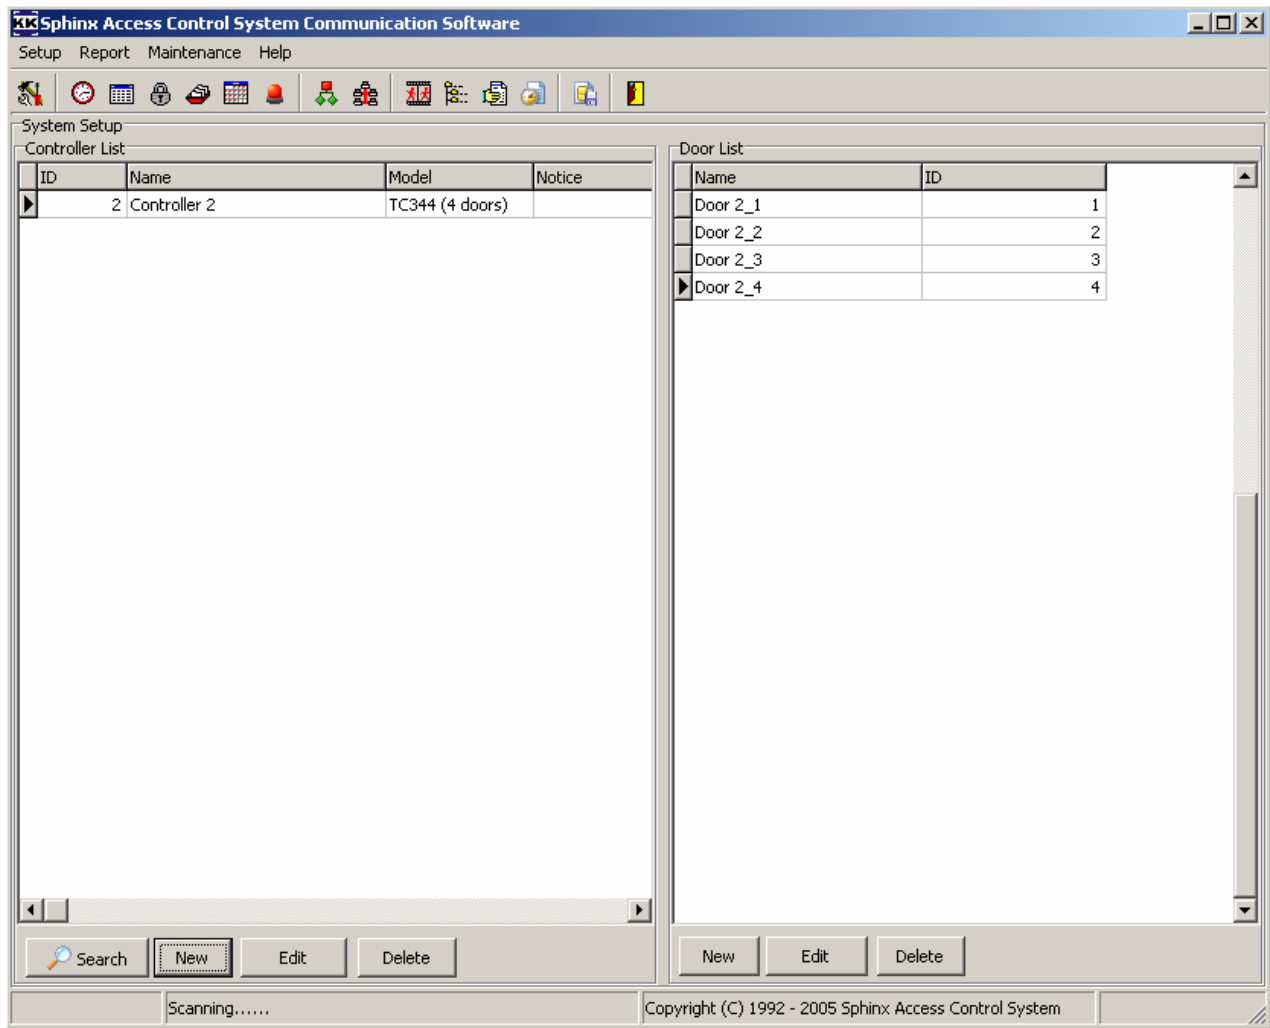 KK Sphinx Access Control System Communication Software
Setup Report Maintenance Help
System Setup
Controller List
ID Name Model Notice
2 Controller 2 TC344 (4 doors)
Search New Edit Delete
Door List
Name ID
Door 2_1 1
Door 2_2 2
Door 2_3 3
Door 2_4 4
New Edit Delete
Scanning......
Copyright (C) 1992 - 2005 Sphinx Access Control System